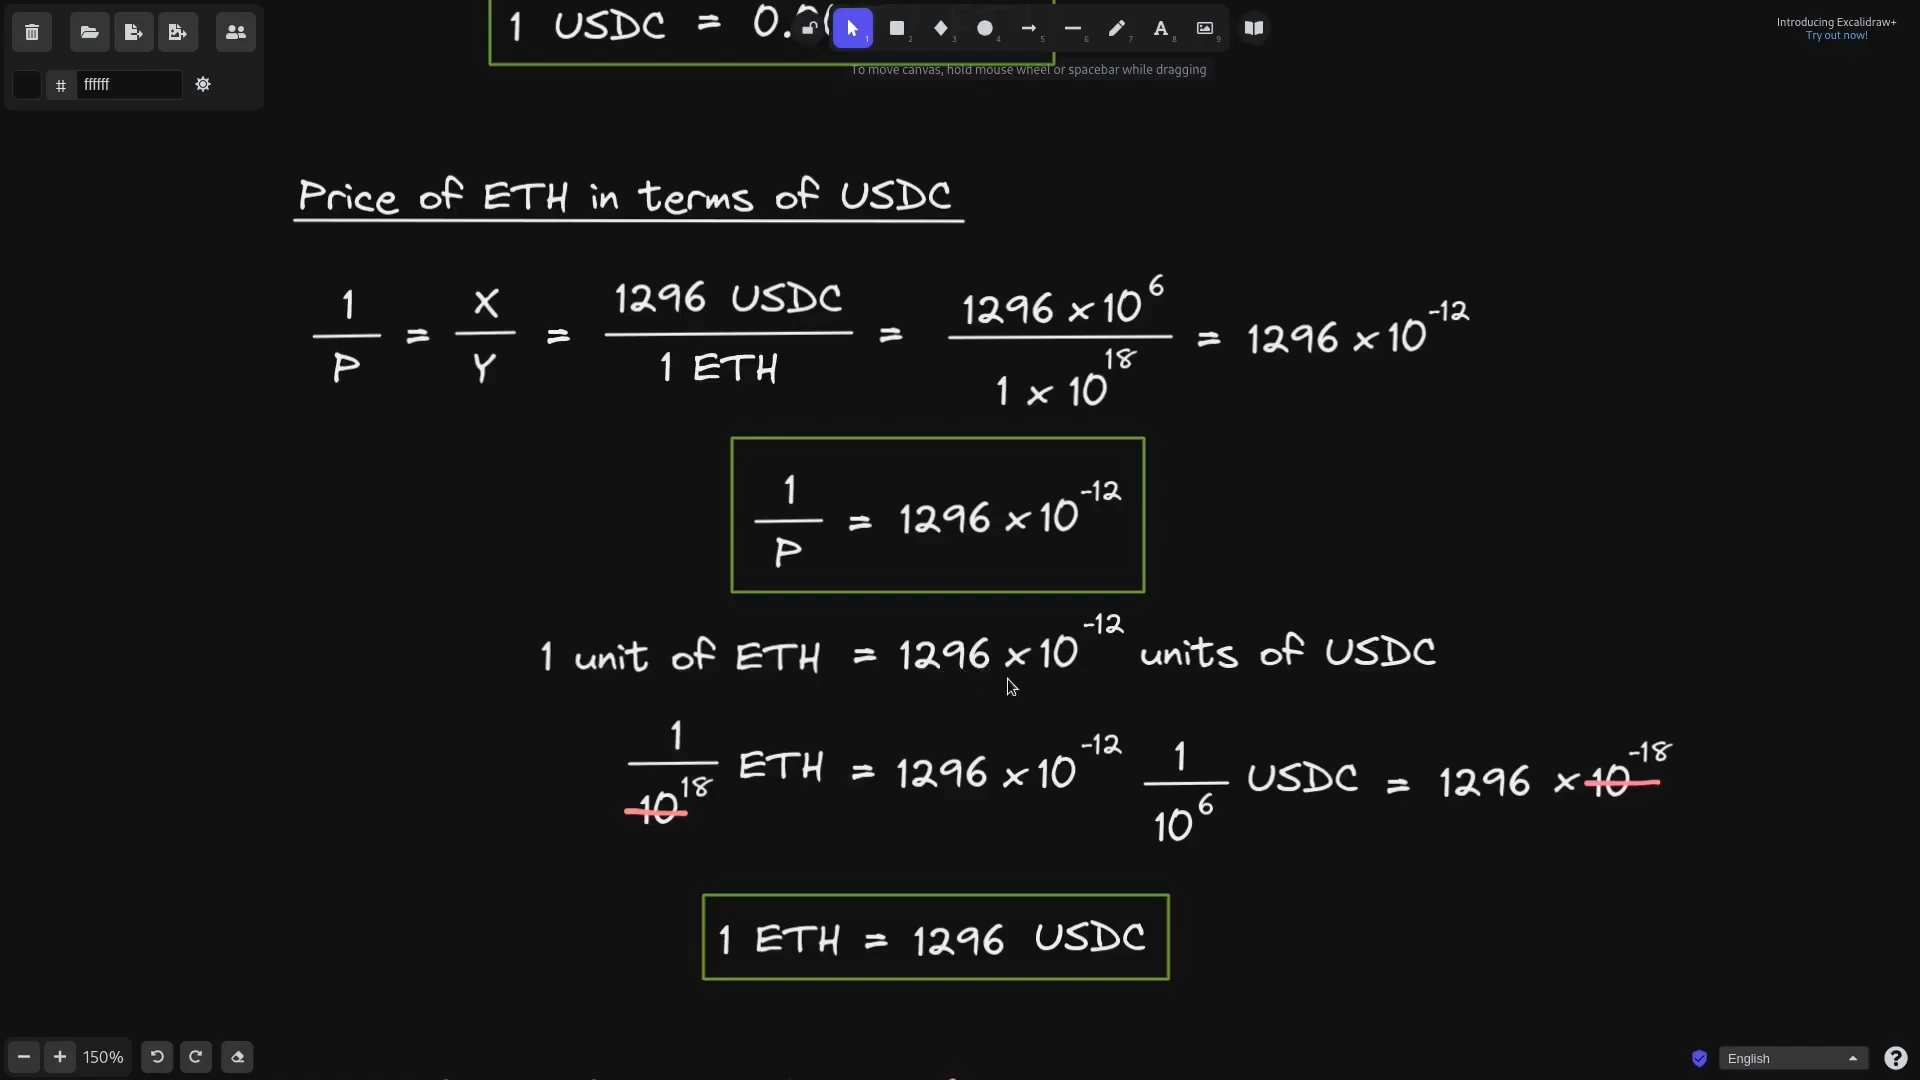 1 USDC = 0.
Introducing Excalidraw+
Try out now!
To move canvas, hold mouse wheel or spacebar while dragging
# ffffff
Price of ETH in terms of USDC
1/P = X/Y = 1296 USDC / 1 ETH = 1296 x 10^6 / 1 x 10^18 = 1296 x 10^-12
1/P = 1296 x 10^-12
1 unit of ETH = 1296 x 10^-12 units of USDC
1/10^18 ETH = 1296 x 10^-12 1/10^6 USDC = 1296 x 10^-18
1 ETH = 1296 USDC
150%
English